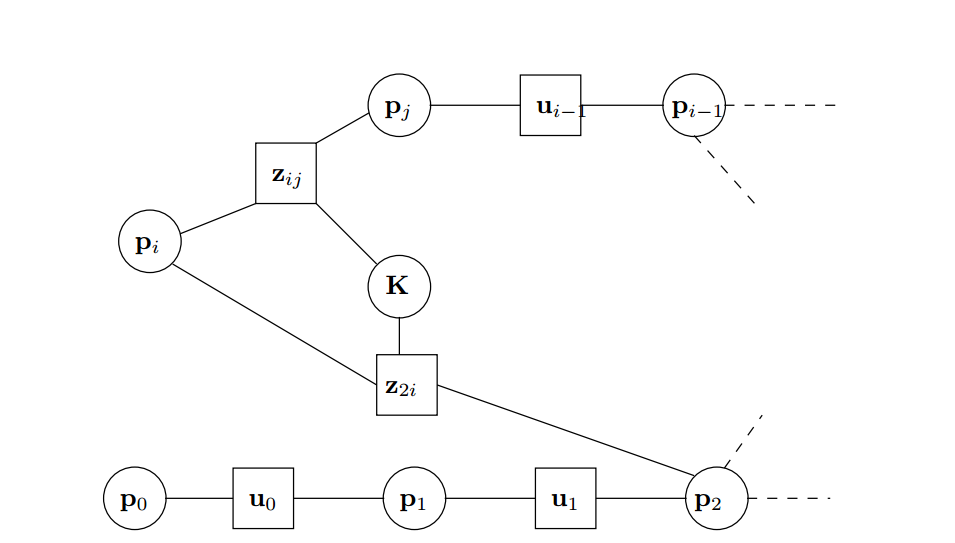 p_j u_{i−1} p_{i−1}
z_{ij}
p_i
K
z_{2i}
p_0 u_0 p_1 u_1 p_2